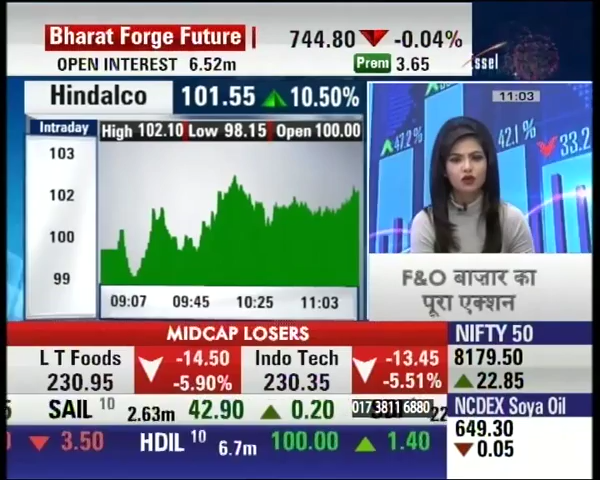 Bharat Forge Future 744.80 -0.04%
OPEN INTEREST 6.52m Prem 3.65
ssel
Hindalco 101.55 10.50%
11:03
Intraday High 102.10 Low 98.15 Open 100.00
47.2% 42.1% 33.2
103
102
100
99
09:07 09:45 10:25 11:03
F&O बाज़ार का
पूरा एक्शन
MIDCAP LOSERS
L T Foods -14.50 Indo Tech -13.45
230.95 -5.90% 230.35 -5.51%
NIFTY 50
8179.50
22.85
SAIL 10 2.63m 42.90 0.20
017 3811 6880
22
NCDEX Soya Oil
649.30
0.05
3.50 HDIL 10 6.7m 100.00 1.40